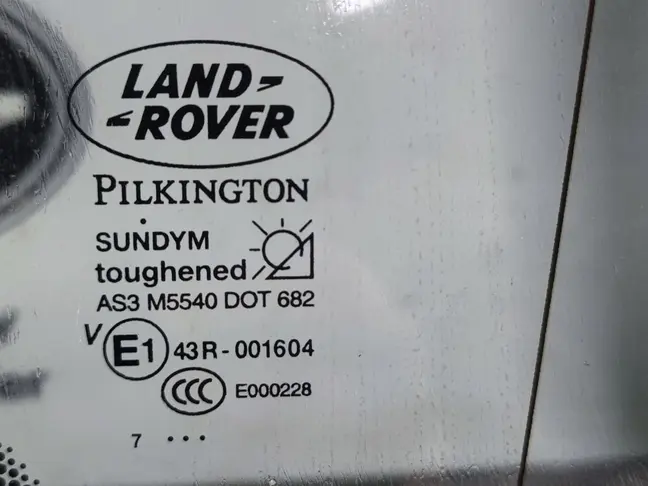 LAND-
-ROVER
PILKINGTON
SUNDYM
toughened
AS3 M5540 DOT 682
V E1 43R-001604
CCC E000228
7 •••